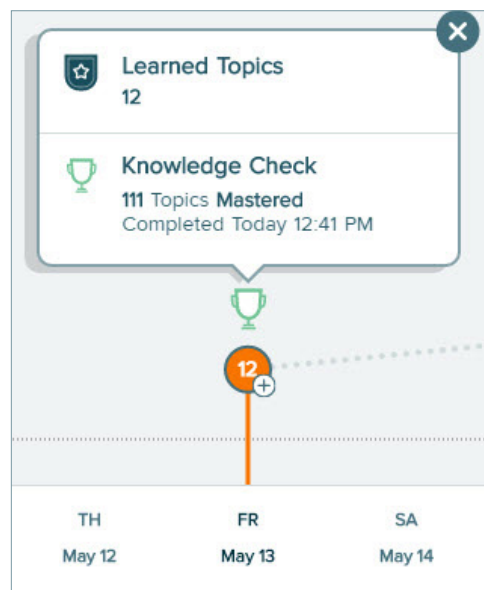 Learned Topics
12
Knowledge Check
111 Topics Mastered
Completed Today 12:41 PM
12
TH FR SA
May 12 May 13 May 14